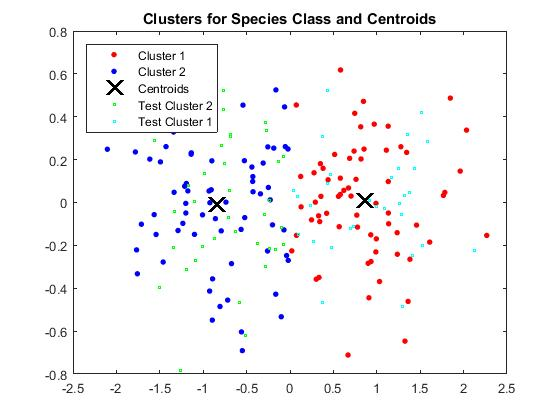 Clusters for Species Class and Centroids
0.8
0.6
0.4
0.2
0
-0.2
-0.4
-0.6
-0.8
Cluster 1
Cluster 2
Centroids
Test Cluster 2
Test Cluster 1
-2.5 -2 -1.5 -1 -0.5 0 0.5 1 1.5 2 2.5